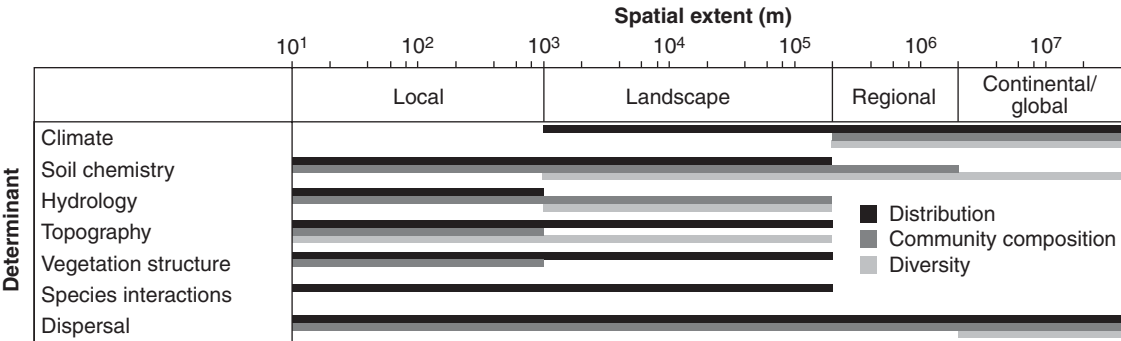 Spatial extent (m)
10¹ 10² 10³ 10⁴ 10⁵ 10⁶ 10⁷
Local Landscape Regional Continental/
global
Determinant
Climate
Soil chemistry
Hydrology
Topography
Vegetation structure
Species interactions
Dispersal
Distribution
Community composition
Diversity